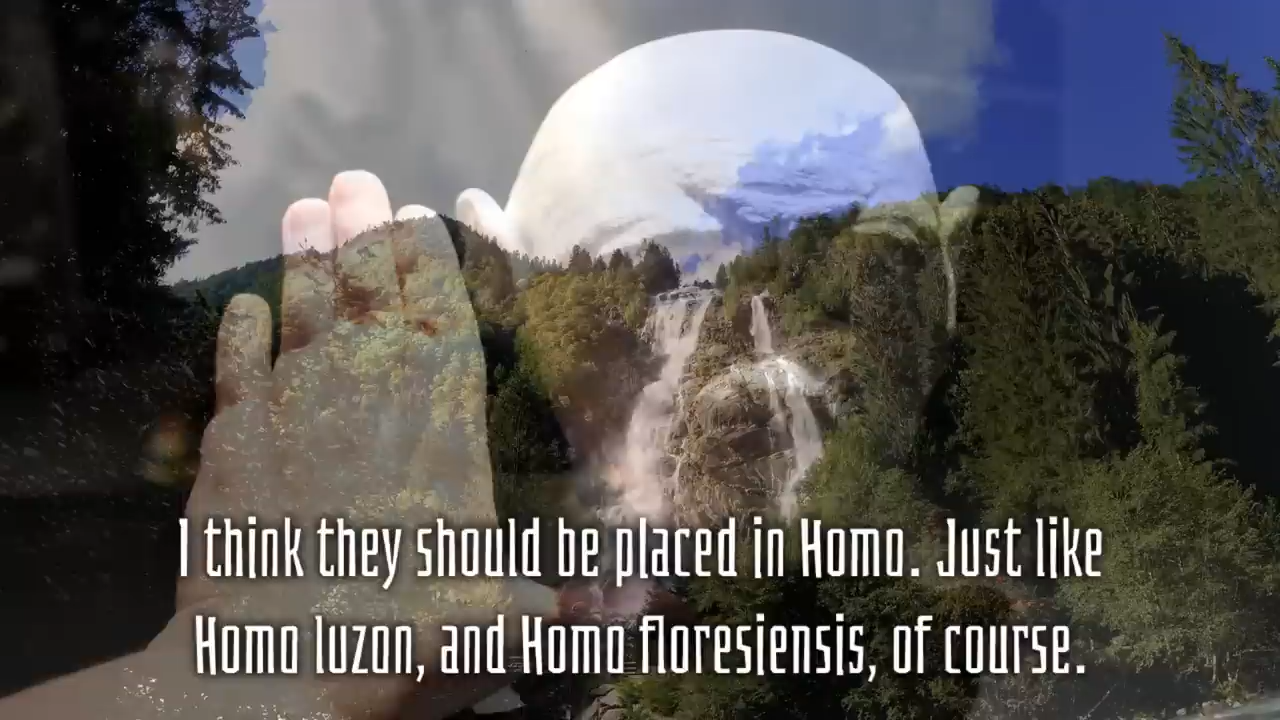 I think they should be placed in Homo. Just like
Homo luzon, and Homo floresiensis, of course.